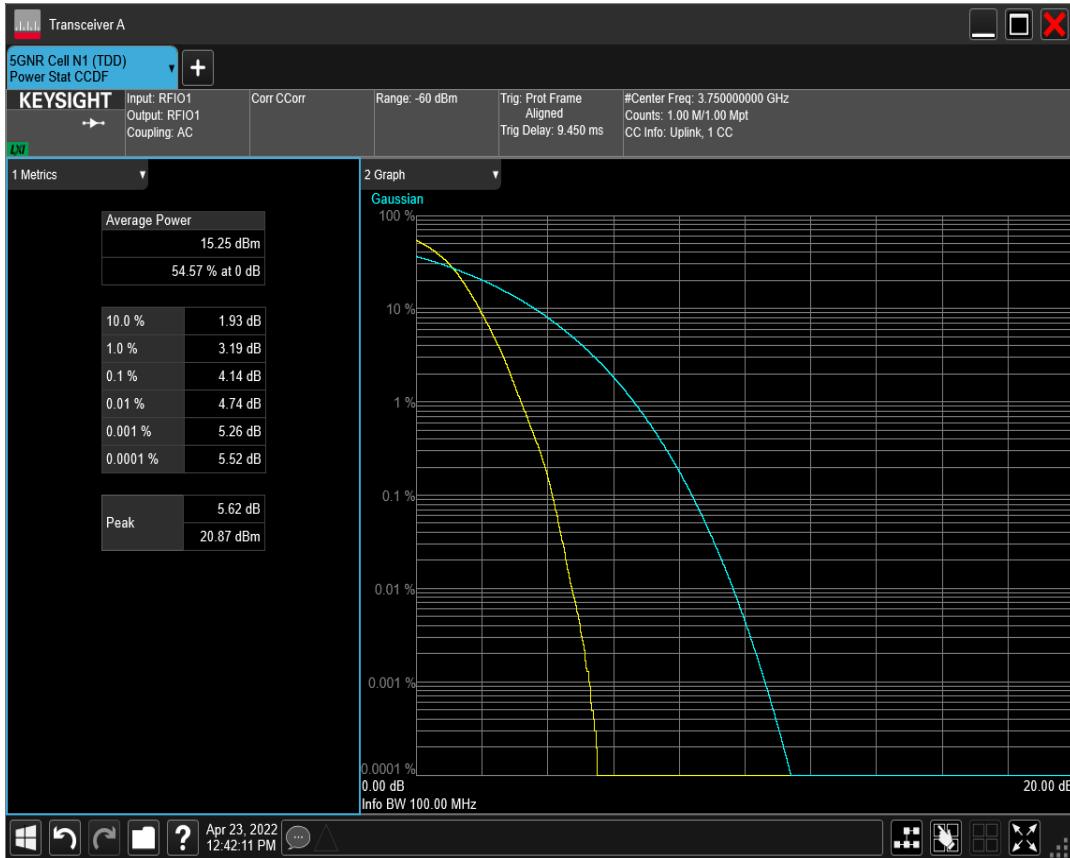 Transceiver A
5GNR Cell N1 (TDD)
Power Stat CCDF
+
KEYSIGHT
LXI
Input: RFIO1
Output: RFIO1
Coupling: AC
Corr CCorr
Range: -60 dBm
Trig: Prot Frame
Aligned
Trig Delay: 9.450 ms
#Center Freq: 3.750000000 GHz
Counts: 1.00 M/1.00 Mpt
CC Info: Uplink, 1 CC
1 Metrics
Average Power
15.25 dBm
54.57 % at 0 dB
10.0 % 1.93 dB
1.0 % 3.19 dB
0.1 % 4.14 dB
0.01 % 4.74 dB
0.001 % 5.26 dB
0.0001 % 5.52 dB
Peak 5.62 dB
20.87 dBm
2 Graph
Gaussian
100 %
10 %
1 %
0.1 %
0.01 %
0.001 %
0.0001 %
0.00 dB 20.00 dB
Info BW 100.00 MHz
?
Apr 23, 2022
12:42:11 PM